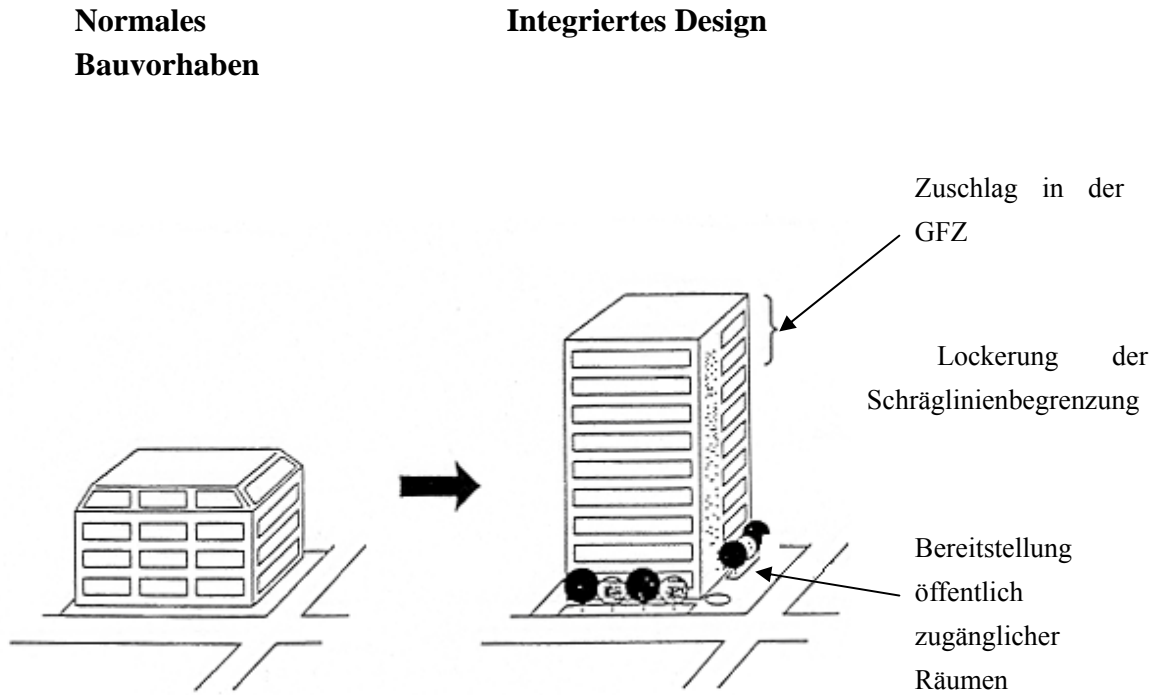 Normales
Bauvorhaben
Integriertes Design
Zuschlag in der
GFZ
Lockerung der
Schräglinienbegrenzung
Bereitstellung
öffentlich
zugänglicher
Räumen